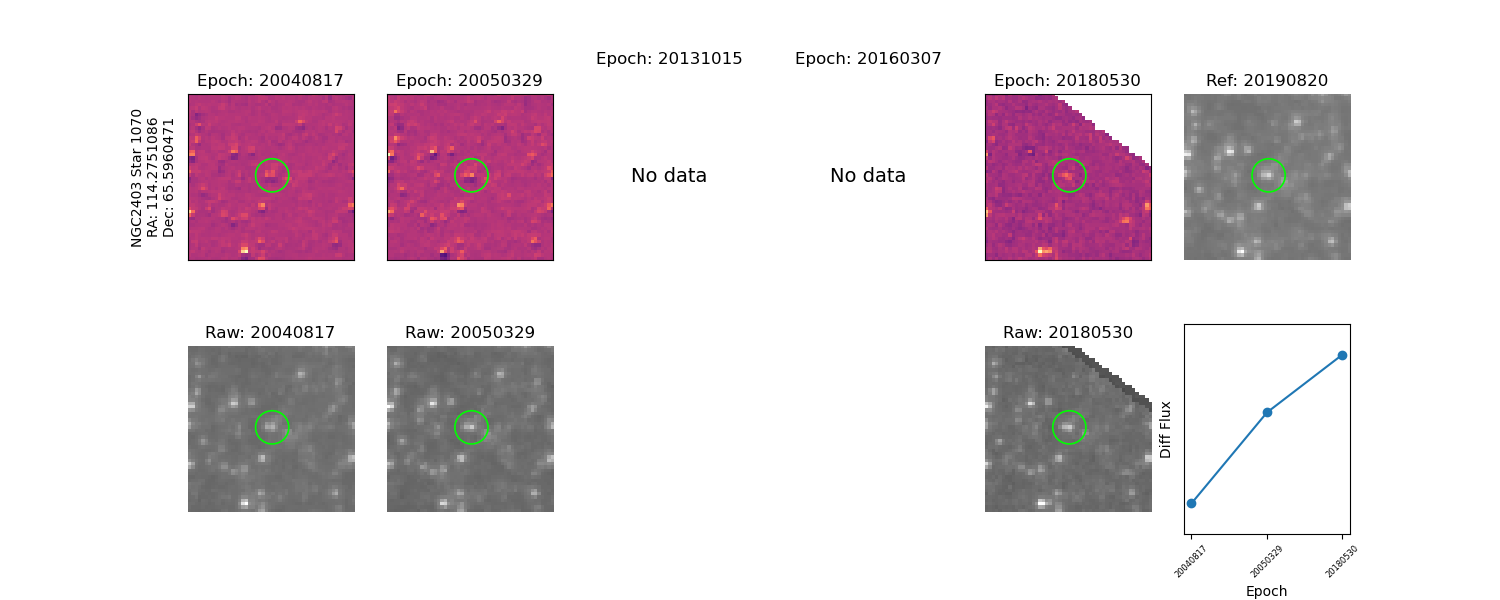 Epoch: 20040817
Epoch: 20050329
Epoch: 20131015
Epoch: 20160307
Epoch: 20180530
Ref: 20190820
NGC2403 Star 1070
RA: 114.2751086
Dec: 65.5960471
No data
No data
Raw: 20040817
Raw: 20050329
Raw: 20180530
Diff Flux
20040817
20050329
20180530
Epoch